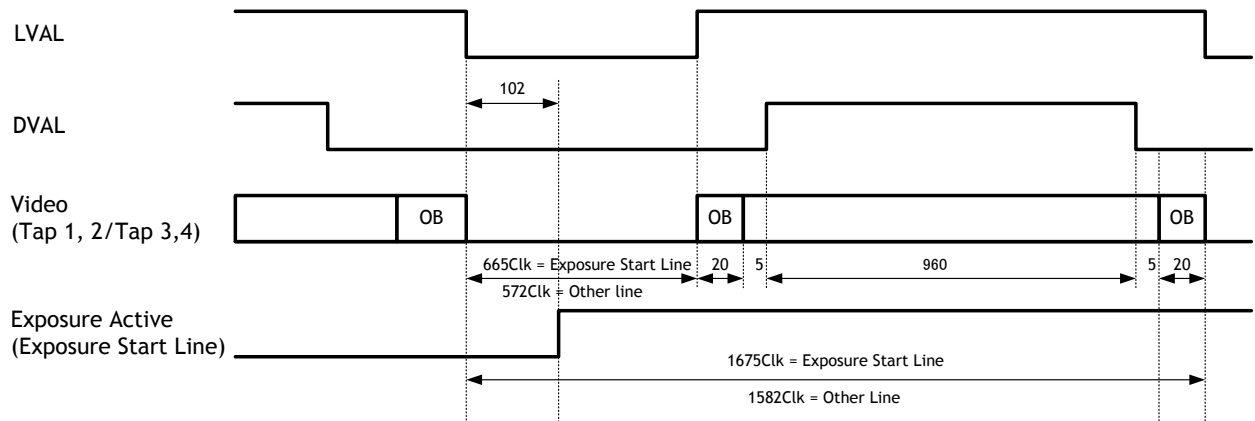 LVAL
102
DVAL
Video
(Tap 1, 2/Tap 3,4)
OB
OB
OB
665Clk = Exposure Start Line
20
5
960
5
20
572Clk = Other line
Exposure Active
(Exposure Start Line)
1675Clk = Exposure Start Line
1582Clk = Other Line